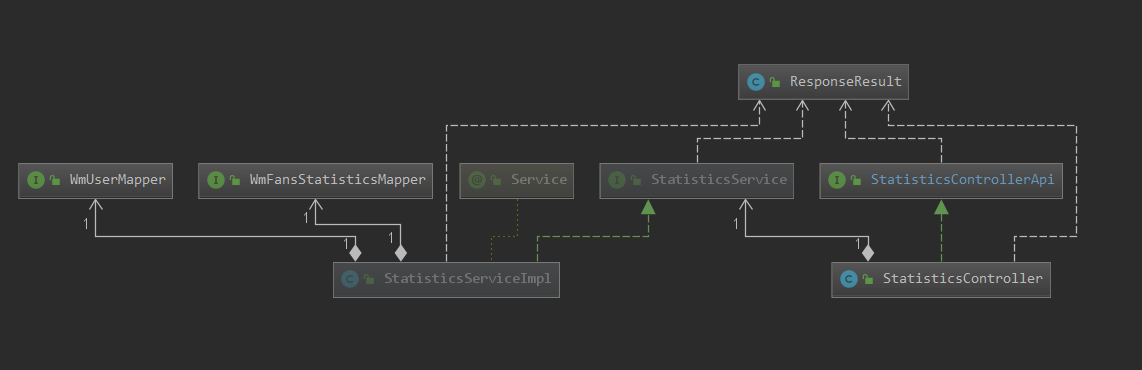 C ResponseResult
I WmUserMapper
I WmFansStatisticsMapper
@ Service
I StatisticsService
I StatisticsControllerApi
1
1
1
1
1
1
C StatisticsServiceImpl
C StatisticsController